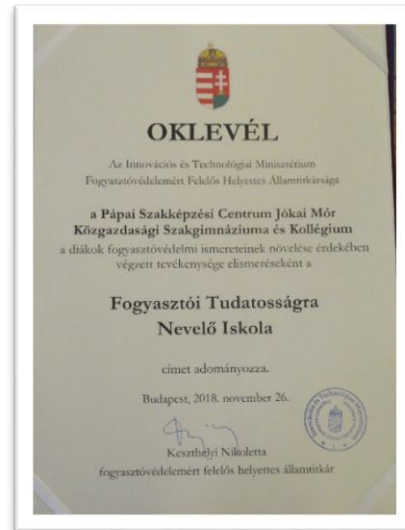 OKLEVÉL
Az Innovációs és Technológiai Minisztérium
Fogyasztóvédelemért Felelős Helyettes Államtitkársága
a Pápai Szakképzési Centrum Jókai Mór
Közgazdasági Szakgimnáziuma és Kollégium
a diákok fogyasztóvédelmi ismereteinek növelése érdekében
végzett tevékenysége elismeréseként a
Fogyasztói Tudatosságra
Nevelő Iskola
címet adományozza.
Budapest, 2018. november 26.
Keszthelyi Nikoletta
fogyasztóvédelemért felelős helyettes államtitkár